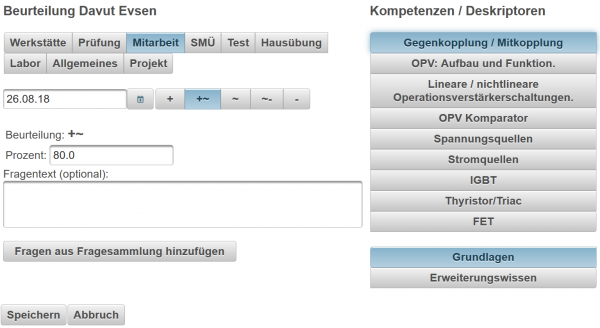 Beurteilung Davut Evsen
Werkstätte Prüfung Mitarbeit SMÜ Test Hausübung
Labor Allgemeines Projekt
26.08.18 + +~ ~ ~- -
Beurteilung: +~
Prozent: 80.0
Fragentext (optional):
Fragen aus Fragesammlung hinzufügen
Speichern Abbruch
Kompetenzen / Deskriptoren
Gegenkopplung / Mitkopplung
OPV: Aufbau und Funktion.
Lineare / nichtlineare
Operationsverstärkerschaltungen.
OPV Komparator
Spannungsquellen
Stromquellen
IGBT
Thyristor/Triac
FET
Grundlagen
Erweiterungswissen